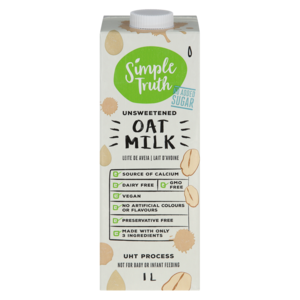 Simple
Truth
NO ADDED
SUGAR
UNSWEETENED
OAT
MILK
LEITE DE AVEIA | LAIT D'AVOINE
SOURCE OF CALCIUM
DAIRY FREE
GMO FREE
VEGAN
NO ARTIFICIAL COLOURS
OR FLAVOURS
PRESERVATIVE FREE
MADE WITH ONLY
3 INGREDIENTS
UHT PROCESS
NOT FOR BABY OR INFANT FEEDING
1 L